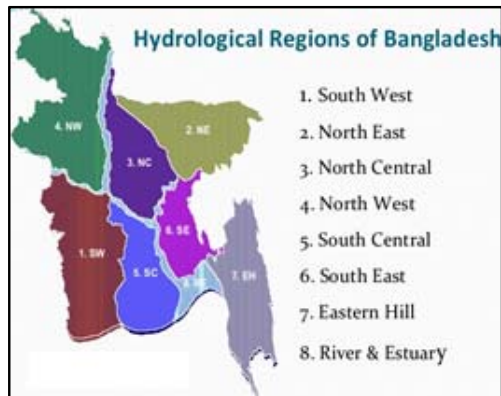 Hydrological Regions of Bangladesh
1. South West
2. North East
3. North Central
4. North West
5. South Central
6. South East
7. Eastern Hill
8. River & Estuary
4. NW
2. NE
3. NC
6. SE
1. SW
5. SC
7. EH